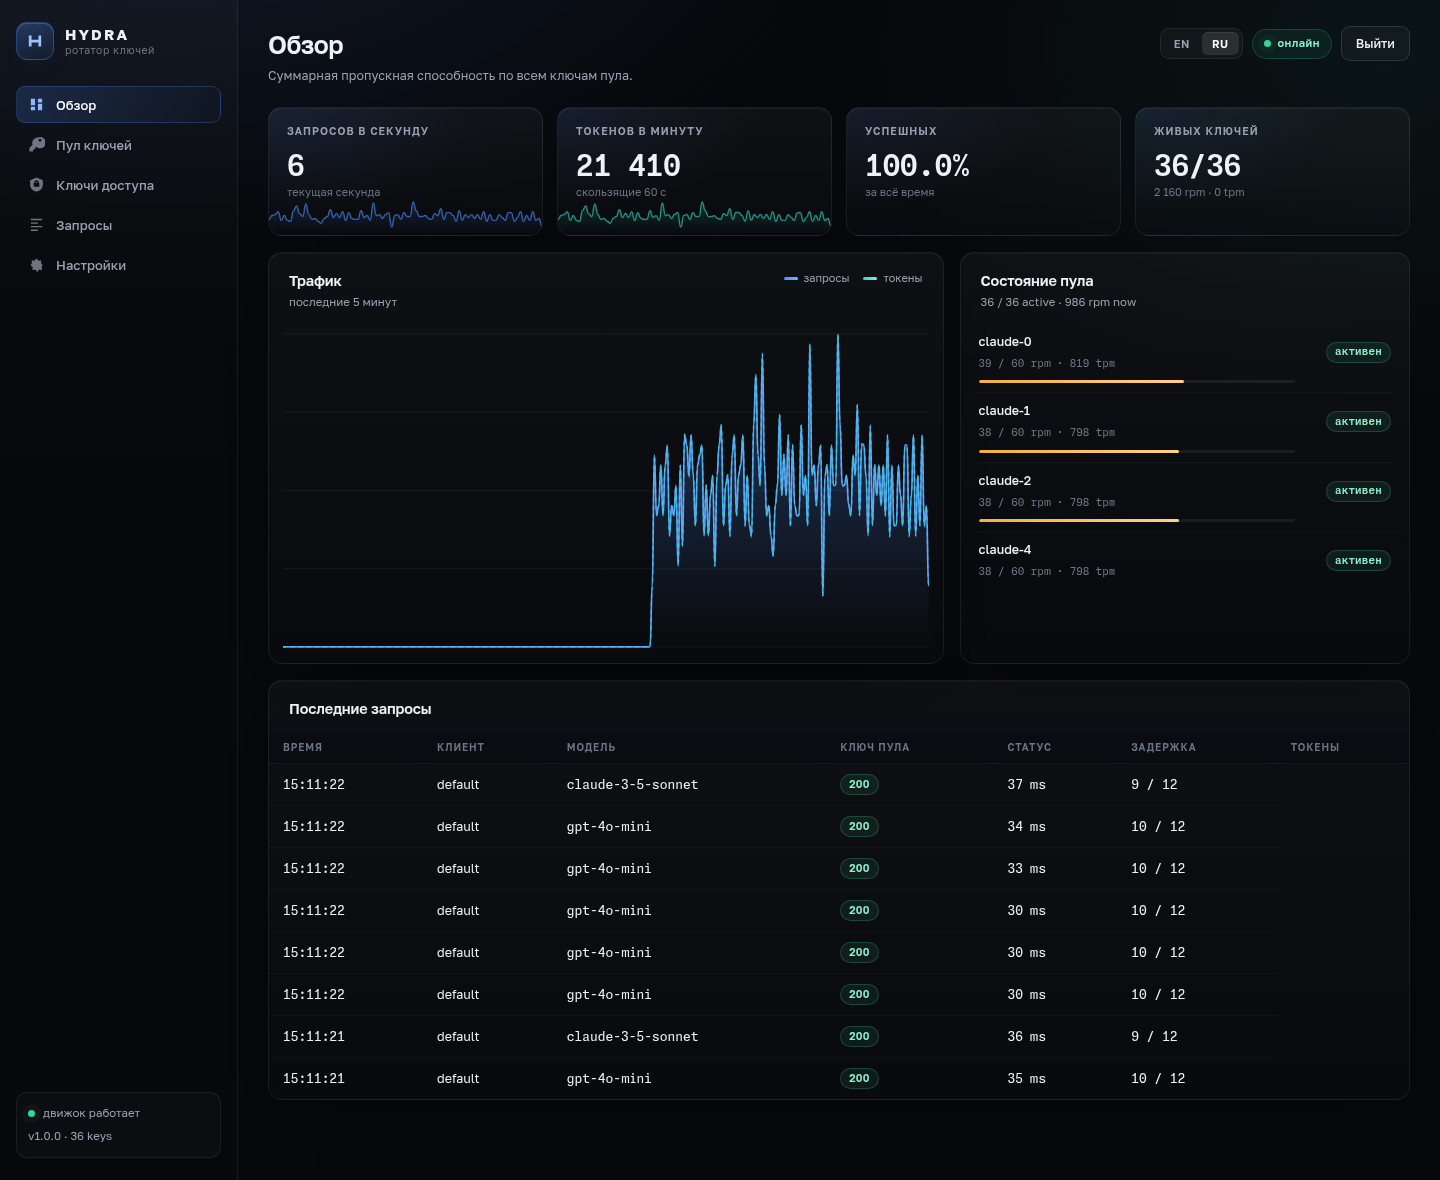 HYDRA
ротатор ключей
Обзор
Пул ключей
Ключи доступа
Запросы
Настройки
движок работает
v1.0.0 · 36 keys
Обзор
Суммарная пропускная способность по всем ключам пула.
EN RU онлайн Выйти
ЗАПРОСОВ В СЕКУНДУ
6
текущая секунда
ТОКЕНОВ В МИНУТУ
21 410
скользящие 60 с
УСПЕШНЫХ
100.0%
за всё время
ЖИВЫХ КЛЮЧЕЙ
36/36
2 160 rpm · 0 tpm
Трафик
последние 5 минут
запросы токены
Состояние пула
36 / 36 active · 986 rpm now
claude-0
39 / 60 rpm · 819 tpm
активен
claude-1
38 / 60 rpm · 798 tpm
активен
claude-2
38 / 60 rpm · 798 tpm
активен
claude-4
38 / 60 rpm · 798 tpm
активен
Последние запросы
ВРЕМЯ КЛИЕНТ МОДЕЛЬ КЛЮЧ ПУЛА СТАТУС ЗАДЕРЖКА ТОКЕНЫ
15:11:22 default claude-3-5-sonnet 200 37 ms 9 / 12
15:11:22 default gpt-4o-mini 200 34 ms 10 / 12
15:11:22 default gpt-4o-mini 200 33 ms 10 / 12
15:11:22 default gpt-4o-mini 200 30 ms 10 / 12
15:11:22 default gpt-4o-mini 200 30 ms 10 / 12
15:11:22 default gpt-4o-mini 200 30 ms 10 / 12
15:11:21 default claude-3-5-sonnet 200 36 ms 9 / 12
15:11:21 default gpt-4o-mini 200 35 ms 10 / 12